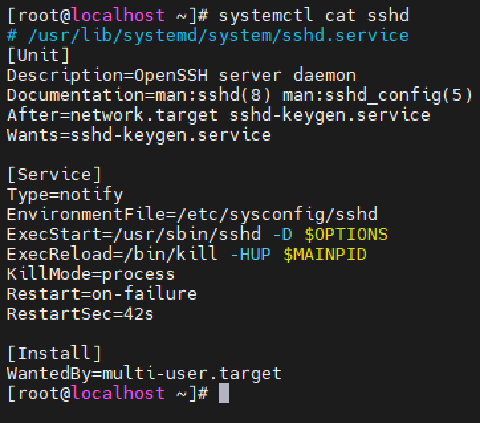 [root@localhost ~]# systemctl cat sshd
# /usr/lib/systemd/system/sshd.service
[Unit]
Description=OpenSSH server daemon
Documentation=man:sshd(8) man:sshd_config(5)
After=network.target sshd-keygen.service
Wants=sshd-keygen.service

[Service]
Type=notify
EnvironmentFile=/etc/sysconfig/sshd
ExecStart=/usr/sbin/sshd -D $OPTIONS
ExecReload=/bin/kill -HUP $MAINPID
KillMode=process
Restart=on-failure
RestartSec=42s

[Install]
WantedBy=multi-user.target
[root@localhost ~]#